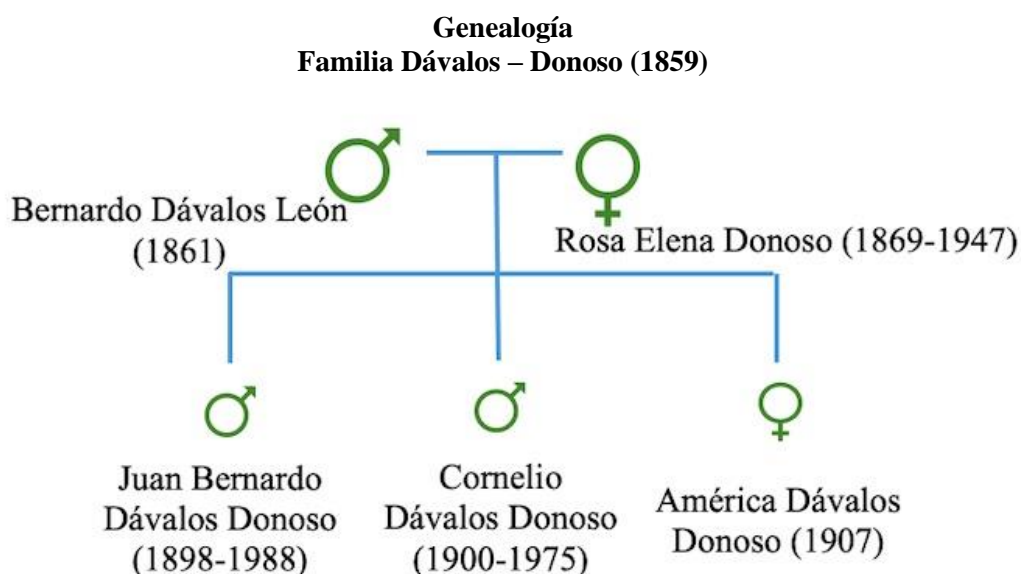 Genealogía
Familia Dávalos – Donoso (1859)
Bernardo Dávalos León
(1861)
Rosa Elena Donoso (1869-1947)
Juan Bernardo
Dávalos Donoso
(1898-1988)
Cornelio
Dávalos Donoso
(1900-1975)
América Dávalos
Donoso (1907)